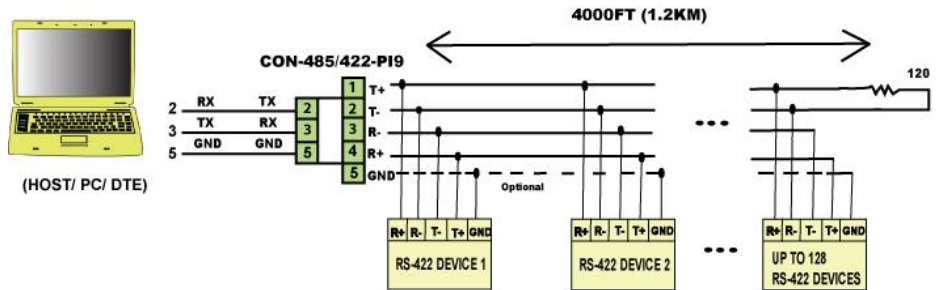 4000FT (1.2KM)
CON-485/422-PI9
120
1 T+
2 RX TX 2 2 T-
3 TX RX 3 3 R-
5 GND GND 5 4 R+
5 GND
Optional
(HOST/ PC/ DTE)
R+ R- T- T+ GND
RS-422 DEVICE 1
R+ R- T- T+ GND
RS-422 DEVICE 2
R+ R- T- T+ GND
UP TO 128
RS-422 DEVICES